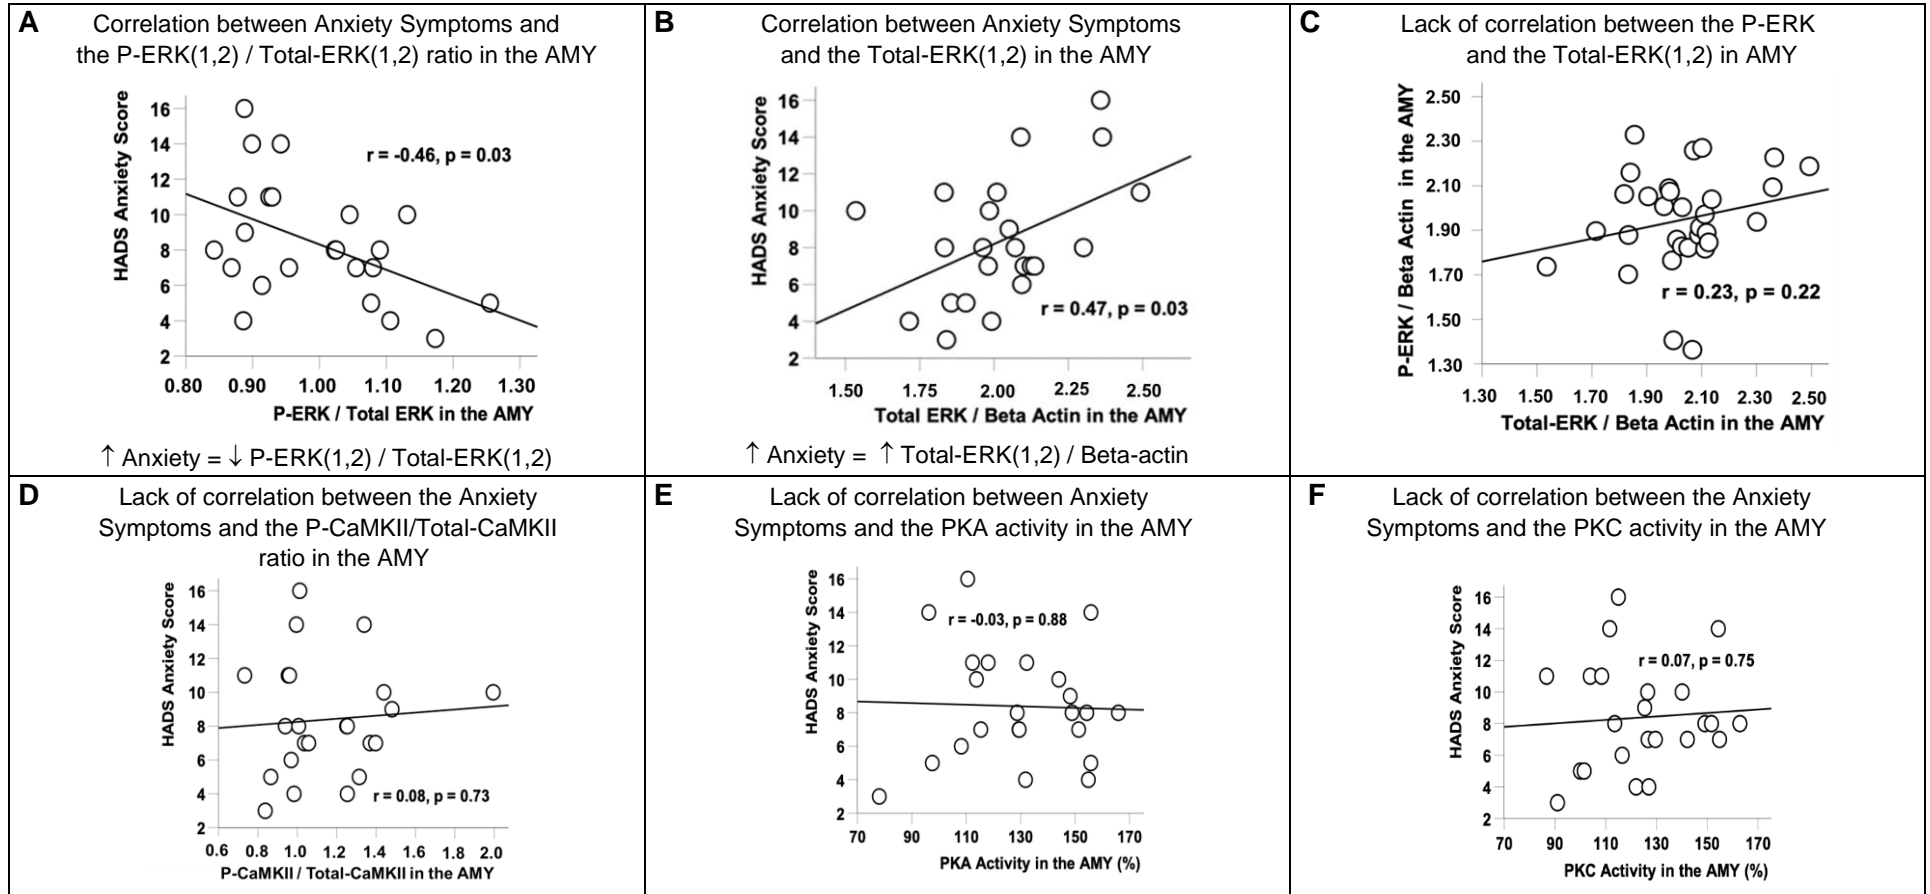 A
Correlation between Anxiety Symptoms and
the P-ERK(1,2) / Total-ERK(1,2) ratio in the AMY
HADS Anxiety Score
16
14
12
10
8
6
4
2
r = -0.46, p = 0.03
0.80 0.90 1.00 1.10 1.20 1.30
P-ERK / Total ERK in the AMY
↑ Anxiety = ↓ P-ERK(1,2) / Total-ERK(1,2)
B
Correlation between Anxiety Symptoms
and the Total-ERK(1,2) in the AMY
HADS Anxiety Score
16
14
12
10
8
6
4
2
r = 0.47, p = 0.03
1.50 1.75 2.00 2.25 2.50
Total ERK / Beta Actin in the AMY
↑ Anxiety = ↑ Total-ERK(1,2) / Beta-actin
C
Lack of correlation between the P-ERK
and the Total-ERK(1,2) in AMY
P-ERK / Beta Actin in the AMY
2.50
2.30
2.10
1.90
1.70
1.50
1.30
r = 0.23, p = 0.22
1.30 1.50 1.70 1.90 2.10 2.30 2.50
Total-ERK / Beta Actin in the AMY
D
Lack of correlation between the Anxiety
Symptoms and the P-CaMKII/Total-CaMKII
ratio in the AMY
HADS Anxiety Score
16
14
12
10
8
6
4
2
r = 0.08, p = 0.73
0.6 0.8 1.0 1.2 1.4 1.6 1.8 2.0
P-CaMKII / Total-CaMKII in the AMY
E
Lack of correlation between Anxiety
Symptoms and the PKA activity in the AMY
HADS Anxiety Score
16
14
12
10
8
6
4
2
r = -0.03, p = 0.88
70 90 110 130 150 170
PKA Activity in the AMY (%)
F
Lack of correlation between the Anxiety
Symptoms and the PKC activity in the AMY
HADS Anxiety Score
16
14
12
10
8
6
4
2
r = 0.07, p = 0.75
70 90 110 130 150 170
PKC Activity in the AMY (%)